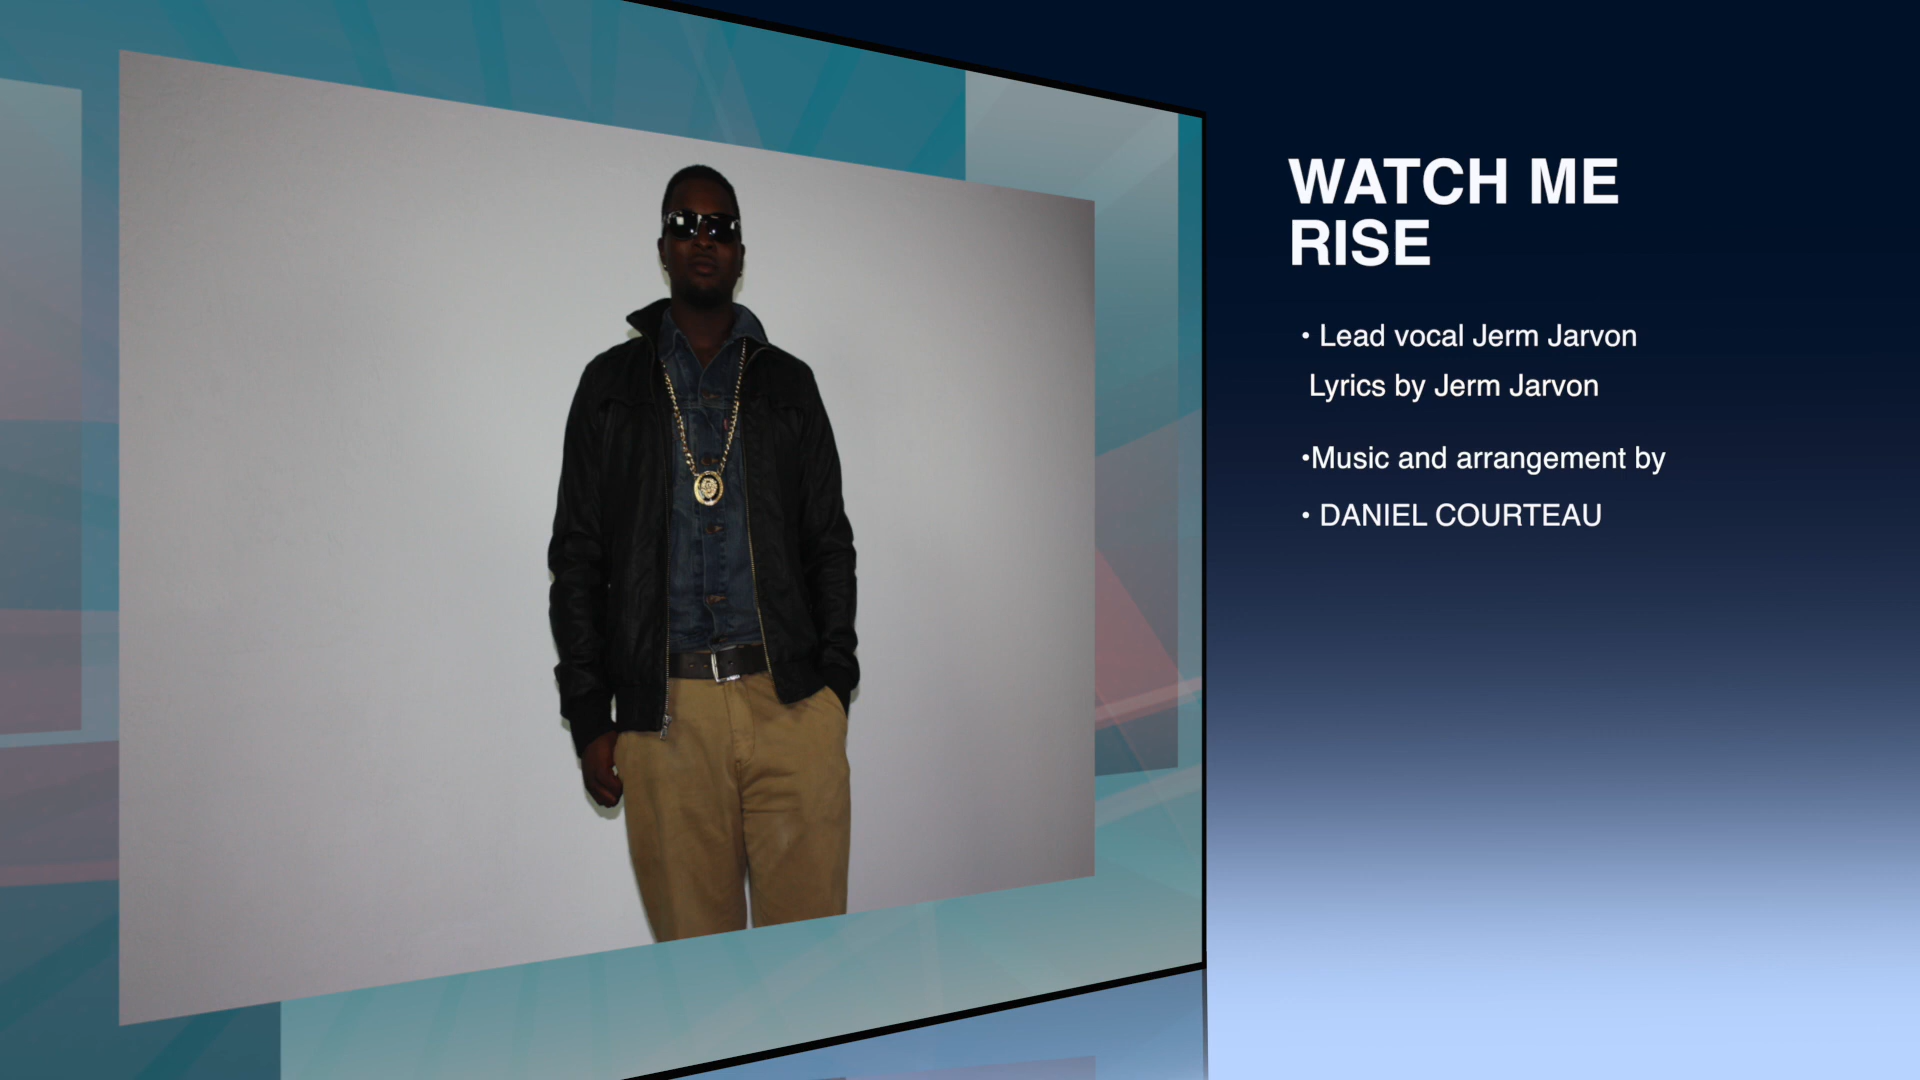 WATCH ME
RISE
• Lead vocal Jerm Jarvon
Lyrics by Jerm Jarvon
•Music and arrangement by
• DANIEL COURTEAU